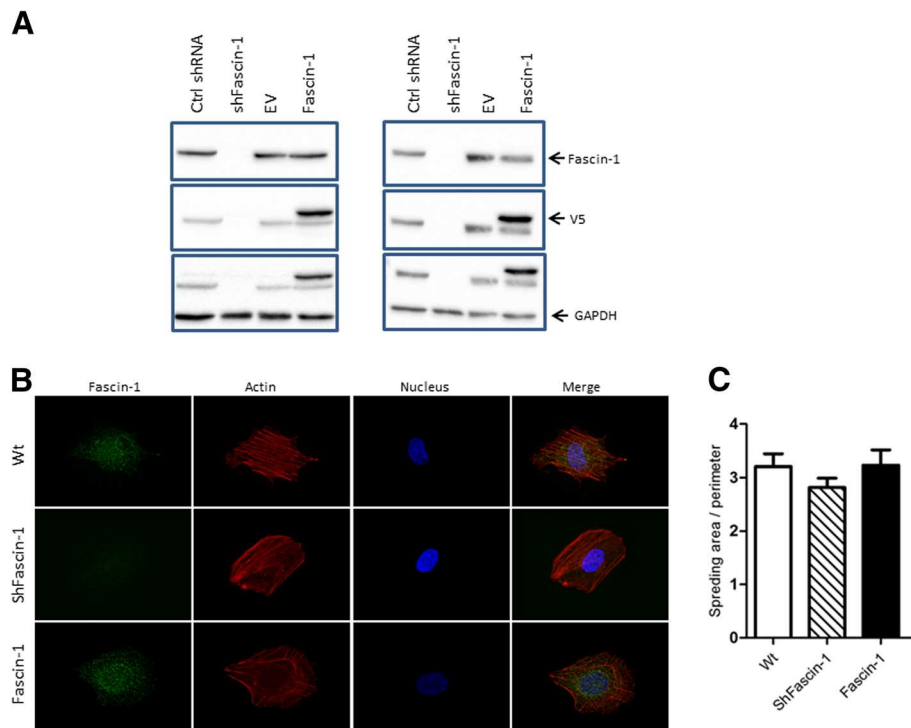 A
Ctrl shRNA
shFascin-1
EV
Fascin-1
Ctrl shRNA
shFascin-1
EV
Fascin-1
Fascin-1
V5
GAPDH
B
Fascin-1
Actin
Nucleus
Merge
Wt
ShFascin-1
Fascin-1
C
Spreding area / perimeter
4
3
2
1
0
Wt
ShFascin-1
Fascin-1